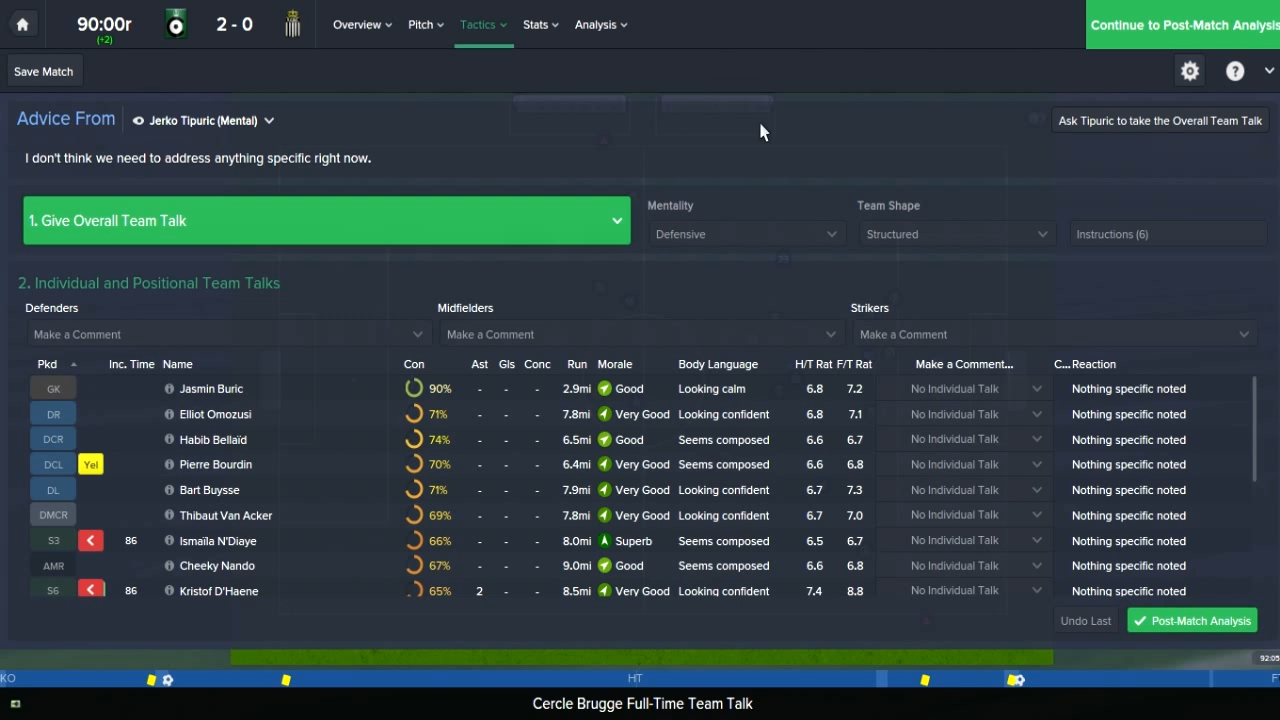 90:00r
(+2)
2 - 0
Overview
Pitch
Tactics
Stats
Analysis
Continue to Post-Match Analysis
Save Match
Advice From
Jerko Tipuric (Mental)
Ask Tipuric to take the Overall Team Talk
I don't think we need to address anything specific right now.
1. Give Overall Team Talk
Mentality
Team Shape
Defensive
Structured
Instructions (6)
2. Individual and Positional Team Talks
Defenders Midfielders Strikers
Make a Comment Make a Comment Make a Comment
Pkd Inc. Time Name Con Ast Gls Conc Run Morale Body Language H/T Rat F/T Rat Make a Comment... C... Reaction
GK Jasmin Buric 90% - - - 2.9mi Good Looking calm 6.8 7.2 No Individual Talk Nothing specific noted
DR Elliot Omozusi 71% - - - 7.8mi Very Good Looking confident 6.8 7.1 No Individual Talk Nothing specific noted
DCR Habib Bellaïd 74% - - - 6.5mi Good Seems composed 6.6 6.7 No Individual Talk Nothing specific noted
DCL Yel Pierre Bourdin 70% - - - 6.4mi Very Good Seems composed 6.6 6.8 No Individual Talk Nothing specific noted
DL Bart Buysse 71% - - - 7.9mi Very Good Looking confident 6.7 7.3 No Individual Talk Nothing specific noted
DMCR Thibaut Van Acker 69% - - - 7.8mi Very Good Looking confident 6.7 7.0 No Individual Talk Nothing specific noted
S3 86 Ismaïla N'Diaye 66% - - - 8.0mi Superb Seems composed 6.5 6.7 No Individual Talk Nothing specific noted
AMR Cheeky Nando 67% - - - 9.0mi Good Seems composed 6.6 6.8 No Individual Talk Nothing specific noted
S6 86 Kristof D'Haene 65% 2 - - 8.5mi Very Good Looking confident 7.4 8.8 No Individual Talk Nothing specific noted
Undo Last
Post-Match Analysis
92:05
KO HT F
Cercle Brugge Full-Time Team Talk